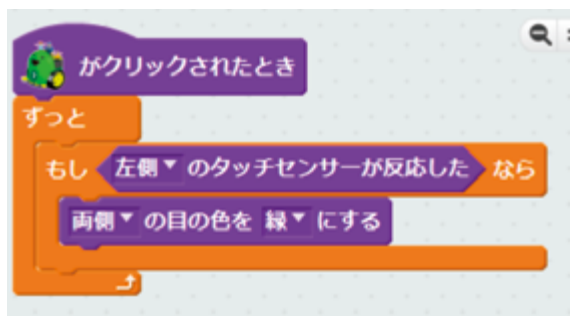 がクリックされたとき
ずっと
もし 左側▼ のタッチセンサーが反応した なら
両側▼ の目の色を 緑▼ にする